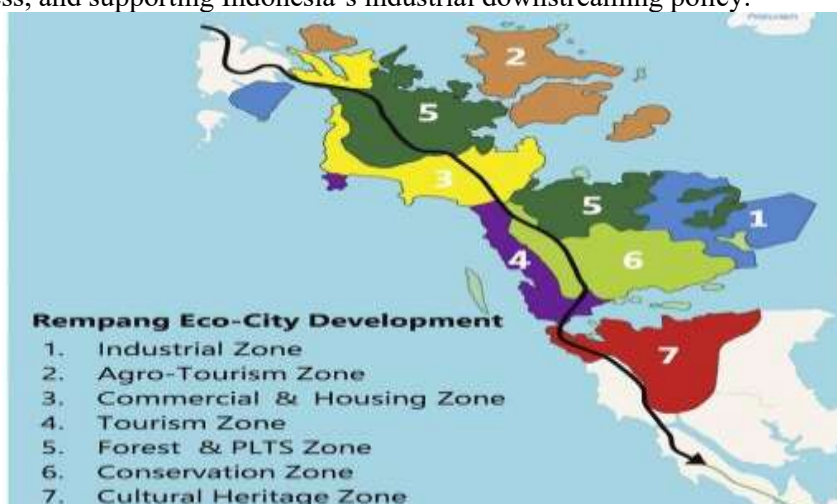 ess, and supporting Indonesia's industrial downstreaming policy.
2
5
3
5
1
4
6
7
Rempang Eco-City Development
1. Industrial Zone
2. Agro-Tourism Zone
3. Commercial & Housing Zone
4. Tourism Zone
5. Forest & PLTS Zone
6. Conservation Zone
7. Cultural Heritage Zone